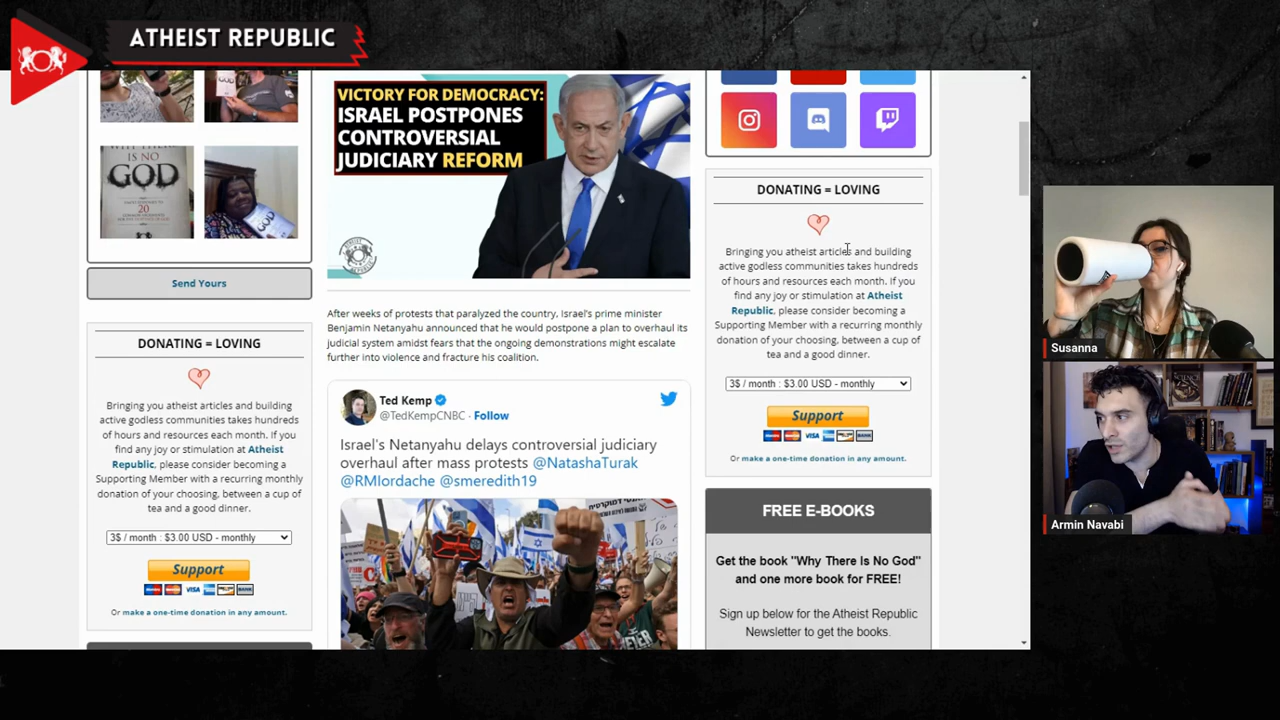 ATHEIST REPUBLIC
WHY THERE
IS NO
GOD
20
Send Yours
DONATING = LOVING
Bringing you atheist articles and building
active godless communities takes hundreds
of hours and resources each month. If you
find any joy or stimulation at Atheist
Republic, please consider becoming a
Supporting Member with a recurring monthly
donation of your choosing, between a cup of
tea and a good dinner.
3$ / month : $3.00 USD - monthly
Support
VISA
BANK
Or make a one-time donation in any amount.
VICTORY FOR DEMOCRACY:
ISRAEL POSTPONES
CONTROVERSIAL
JUDICIARY REFORM
After weeks of protests that paralyzed the country, Israel's prime minister
Benjamin Netanyahu announced that he would postpone a plan to overhaul its
judicial system amidst fears that the ongoing demonstrations might escalate
further into violence and fracture his coalition.
Ted Kemp
@TedKempCNBC · Follow
Israel's Netanyahu delays controversial judiciary
overhaul after mass protests @NatashaTurak
@RMIordache @smeredith19
DONATING = LOVING
Bringing you atheist articles and building
active godless communities takes hundreds
of hours and resources each month. If you
find any joy or stimulation at Atheist
Republic, please consider becoming a
Supporting Member with a recurring monthly
donation of your choosing, between a cup of
tea and a good dinner.
3$ / month : $3.00 USD - monthly
Support
VISA
BANK
Or make a one-time donation in any amount.
FREE E-BOOKS
Get the book "Why There Is No God"
and one more book for FREE!
Sign up below for the Atheist Republic
Newsletter to get the books.
Susanna
Armin Navabi